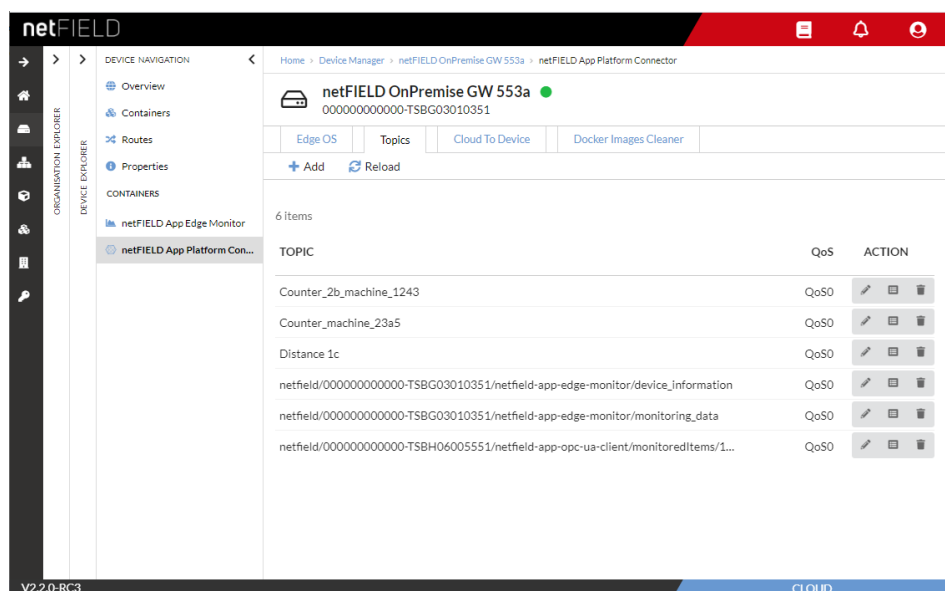 netFIELD
DEVICE NAVIGATION
Home > Device Manager > netFIELD OnPremise GW 553a > netFIELD App Platform Connector
Overview
Containers
Routes
Properties
CONTAINERS
netFIELD App Edge Monitor
netFIELD App Platform Con...
ORGANISATION EXPLORER
DEVICE EXPLORER
netFIELD OnPremise GW 553a
000000000000-TSBG03010351
Edge OS Topics Cloud To Device Docker Images Cleaner
Add Reload
6 items
TOPIC QoS ACTION
Counter_2b_machine_1243 QoS0
Counter_machine_23a5 QoS0
Distance 1c QoS0
netfield/000000000000-TSBG03010351/netfield-app-edge-monitor/device_information QoS0
netfield/000000000000-TSBG03010351/netfield-app-edge-monitor/monitoring_data QoS0
netfield/000000000000-TSBH06005551/netfield-app-opc-ua-client/monitoredItems/1... QoS0
V2.2.0-RC3 CLOUD